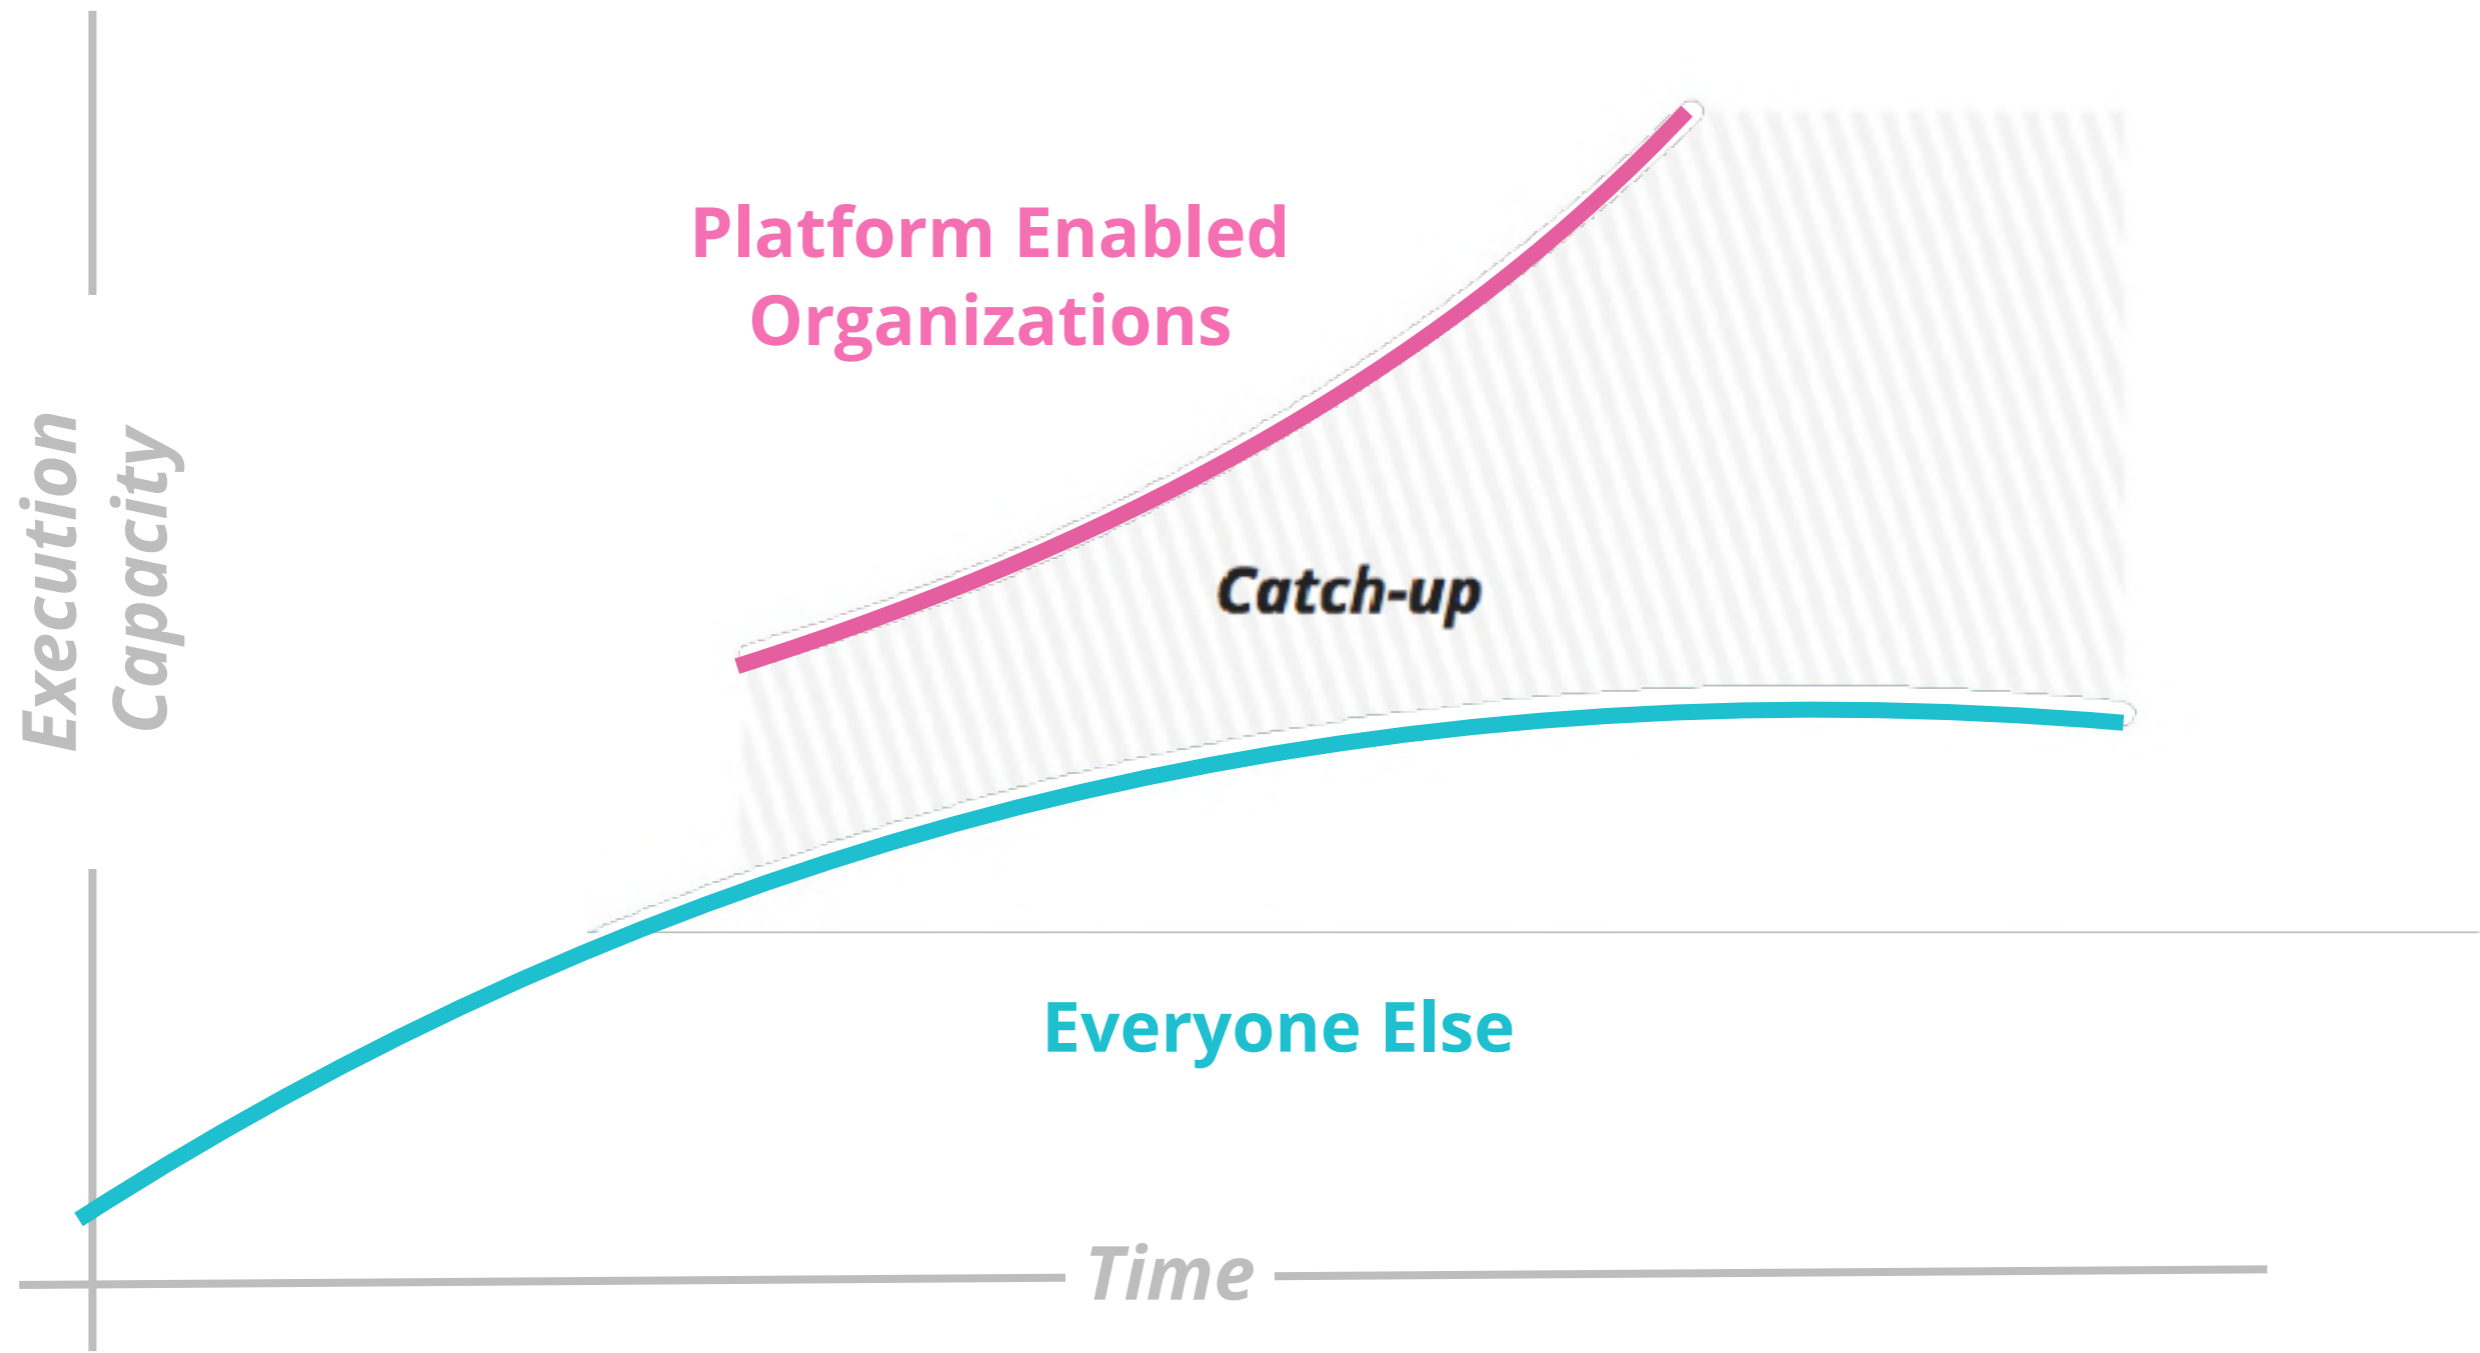 Platform Enabled
Organizations
Execution
Capacity
Catch-up
Everyone Else
Time